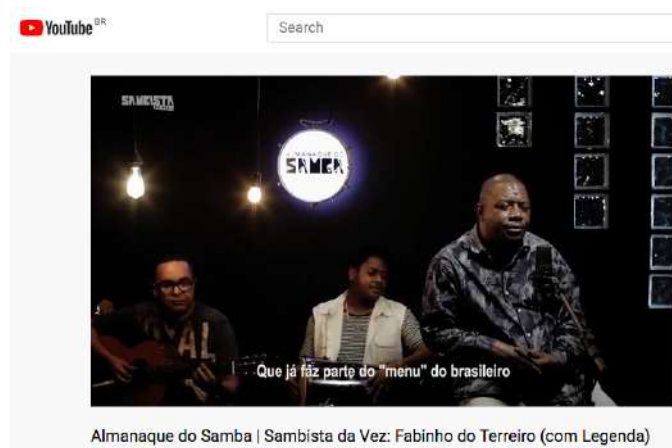 YouTube BR
Search
SAMBISTA
ALMANAQUE DO
SAMBA
Que já faz parte do "menu" do brasileiro
Almanaque do Samba | Sambista da Vez: Fabinho do Terreiro (com Legenda)